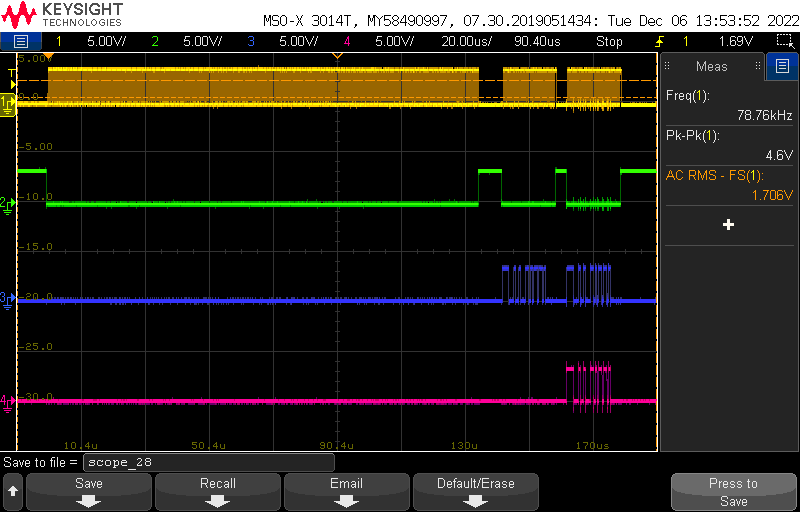 KEYSIGHT
TECHNOLOGIES
MSO-X 3014T, MY58490997, 07.30.2019051434: Tue Dec 06 13:53:52 2022
1 5.00V/ 2 5.00V/ 3 5.00V/ 4 5.00V/ 20.00us/ 90.40us Stop 1 1.69V
5.00V
T
1
0.0
-5.00
2
-10.0
-15.0
3
-20.0
-25.0
4
-30.0
10.4u 50.4u 90.4u 130u 170us
Meas
Freq(1):
78.76kHz
Pk-Pk(1):
4.6V
AC RMS - FS(1):
1.706V
+
Save to file = scope_28
Save Recall Email Default/Erase Press to
Save